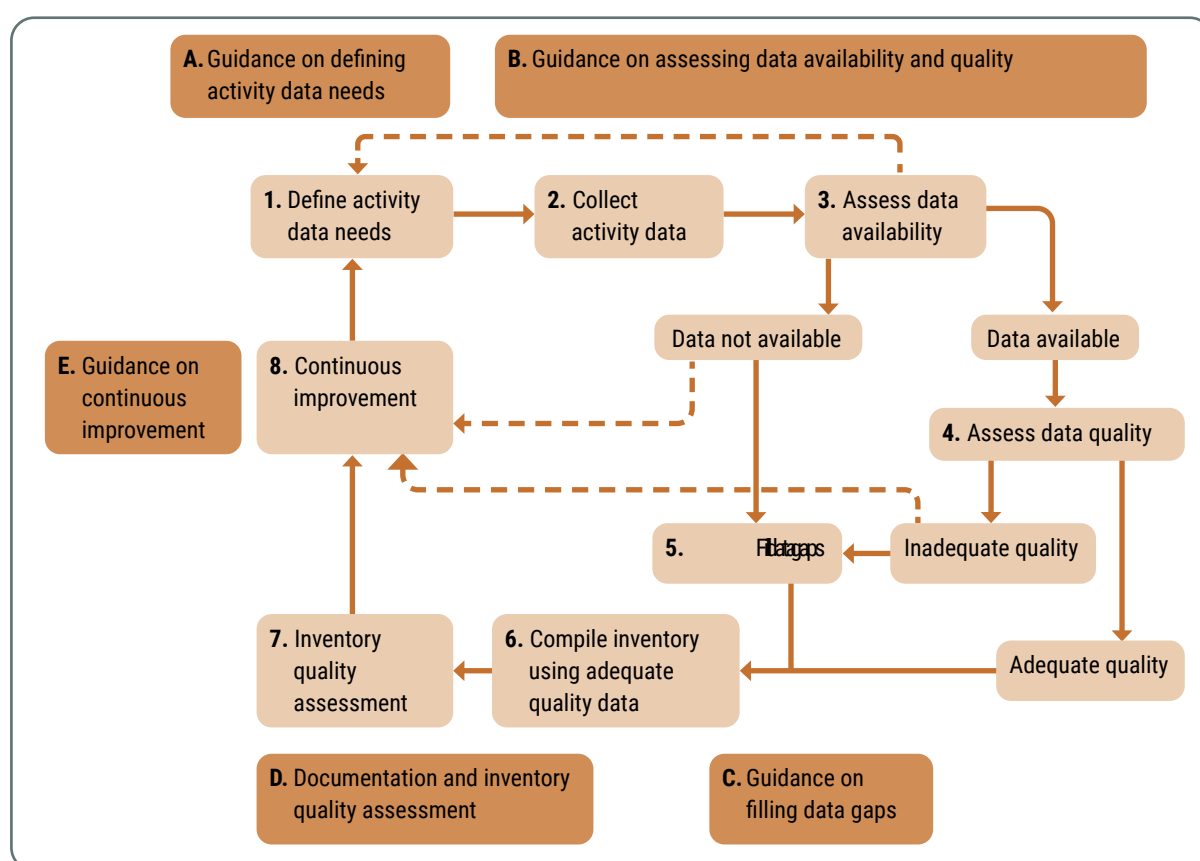 A. Guidance on defining
activity data needs
B. Guidance on assessing data availability and quality
1. Define activity
data needs
2. Collect
activity data
3. Assess data
availability
Data not available
Data available
E. Guidance on
continuous
improvement
8. Continuous
improvement
4. Assess data quality
5. Fill data gaps
Inadequate quality
7. Inventory
quality
assessment
6. Compile inventory
using adequate
quality data
Adequate quality
D. Documentation and inventory
quality assessment
C. Guidance on
filling data gaps